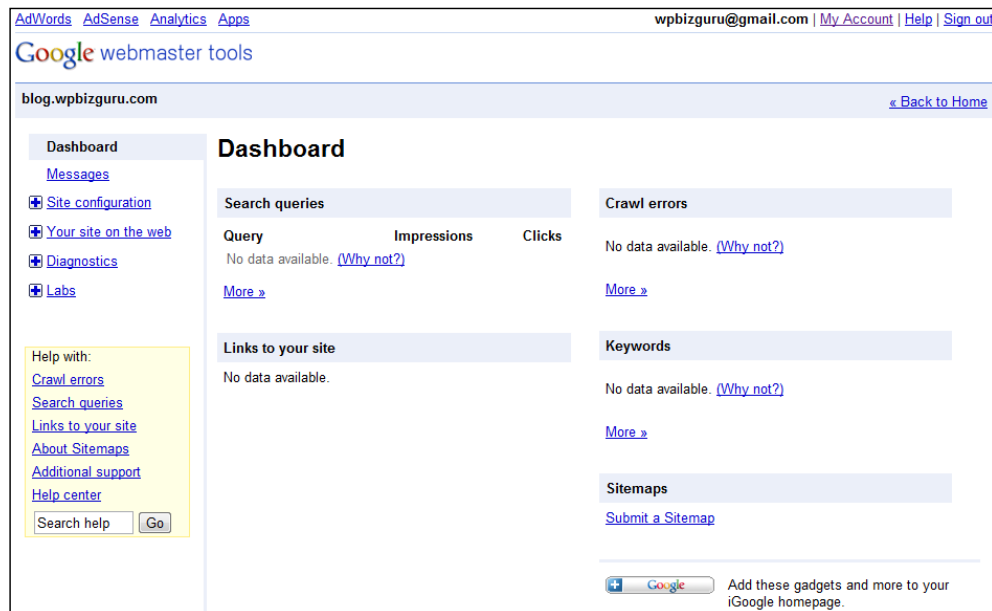 AdWords AdSense Analytics Apps
wpbizguru@gmail.com | My Account | Help | Sign out
Google webmaster tools
blog.wpbizguru.com
« Back to Home
Dashboard
Messages
Site configuration
Your site on the web
Diagnostics
Labs
Help with:
Crawl errors
Search queries
Links to your site
About Sitemaps
Additional support
Help center
Search help Go
Dashboard
Search queries
Query Impressions Clicks
No data available. (Why not?)
More »
Links to your site
No data available.
Crawl errors
No data available. (Why not?)
More »
Keywords
No data available. (Why not?)
More »
Sitemaps
Submit a Sitemap
Google
Add these gadgets and more to your
iGoogle homepage.